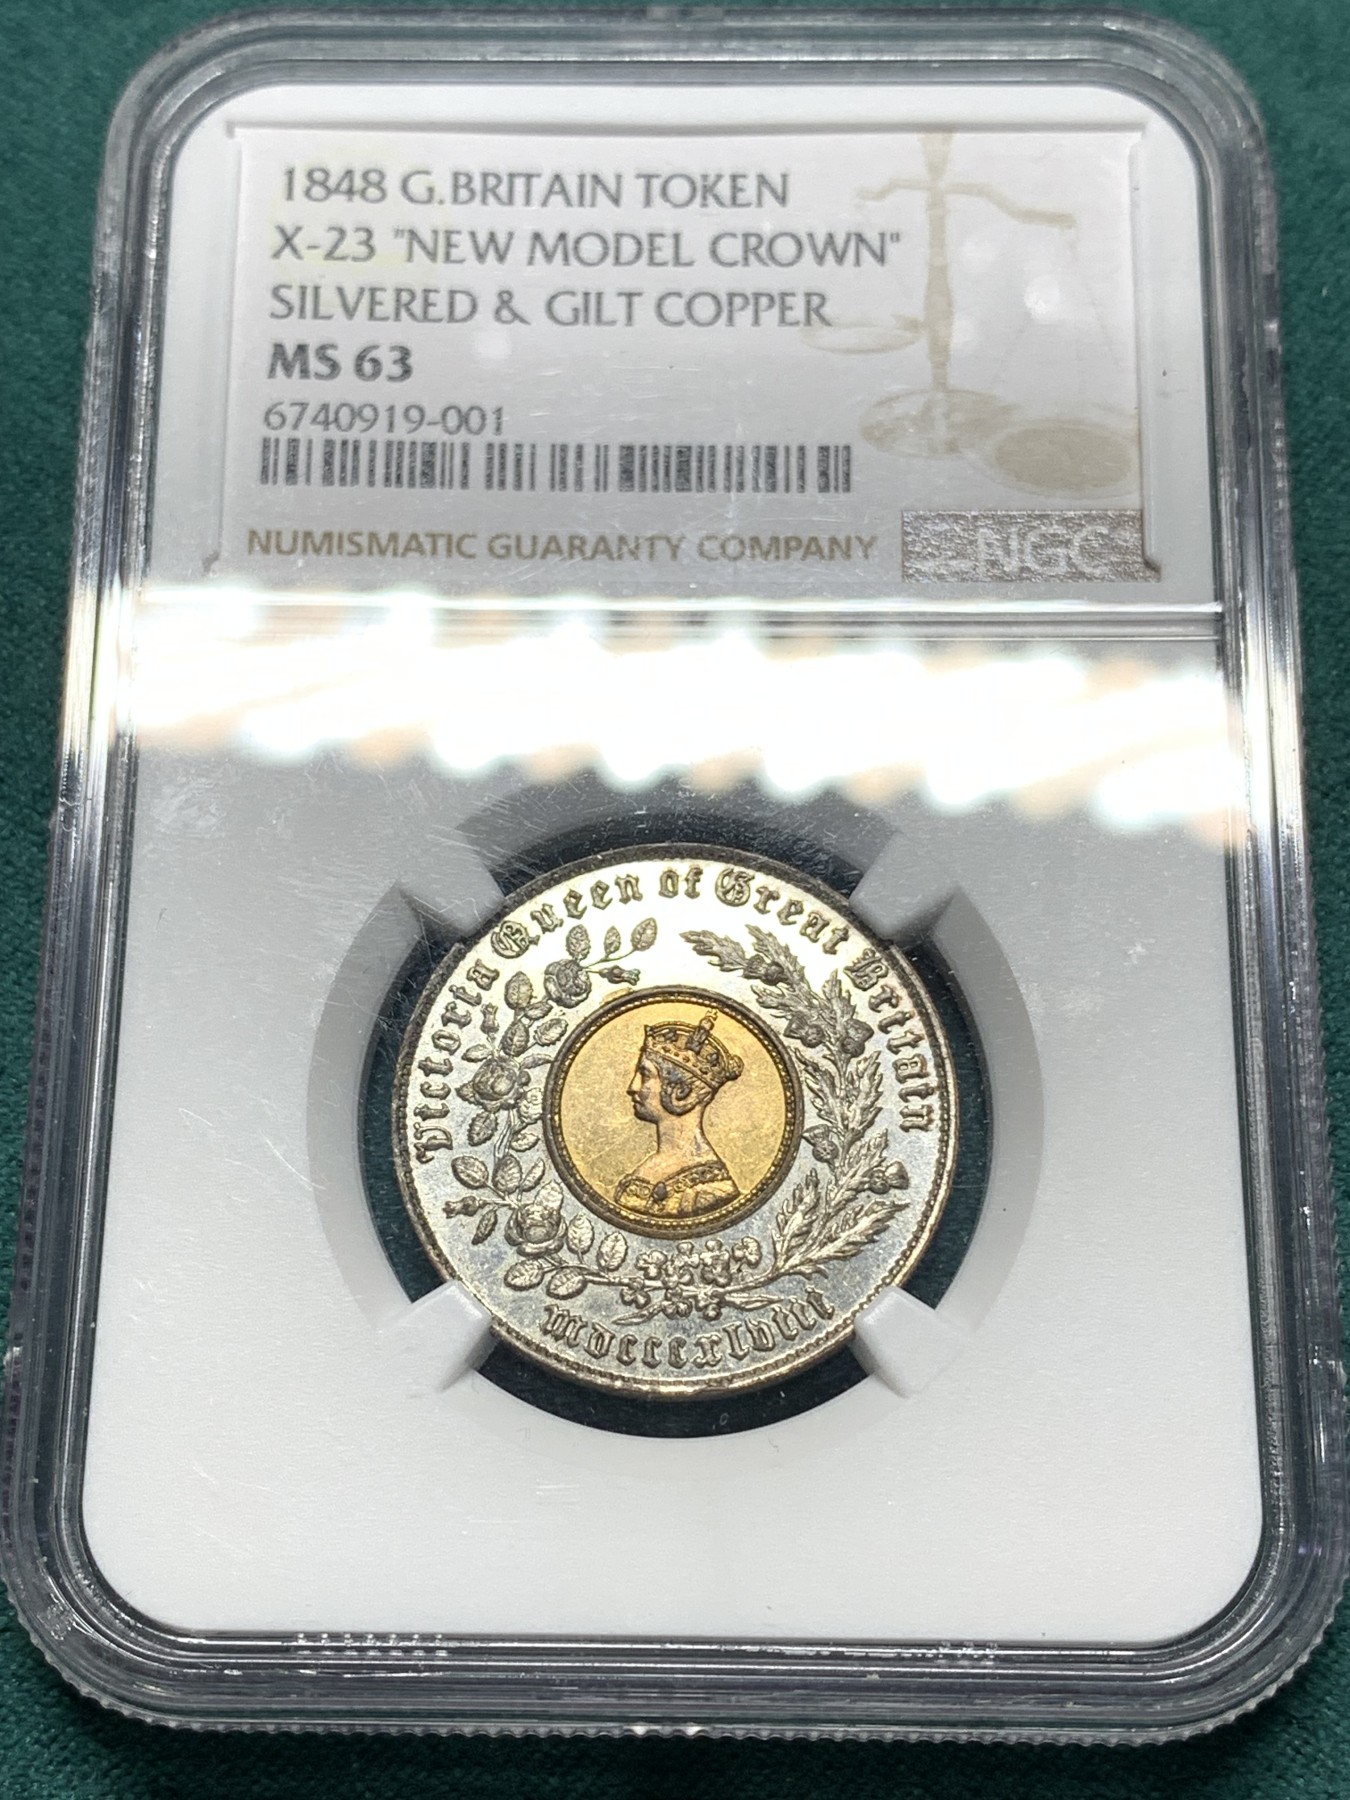 1848 G.BRITAIN TOKEN
X-23 "NEW MODEL CROWN"
SILVERED & GILT COPPER
MS 63
6740919-001
NUMISMATIC GUARANTY COMPANY
NGC
Victoria Queen of Great Britain
mdcccxlviii